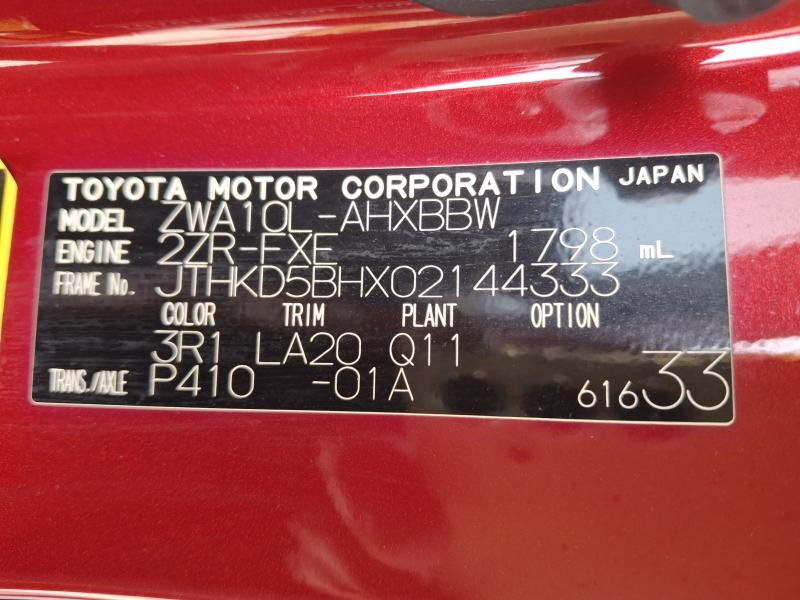 TOYOTA MOTOR CORPORATION JAPAN
MODEL ZWA10L-AHXBBW
ENGINE 2ZR-FXE 1798 mL
FRAME No. JTHKD5BHX02144333
COLOR TRIM PLANT OPTION
3R1 LA20 Q11
TRANS./AXLE P410 -01A 61633